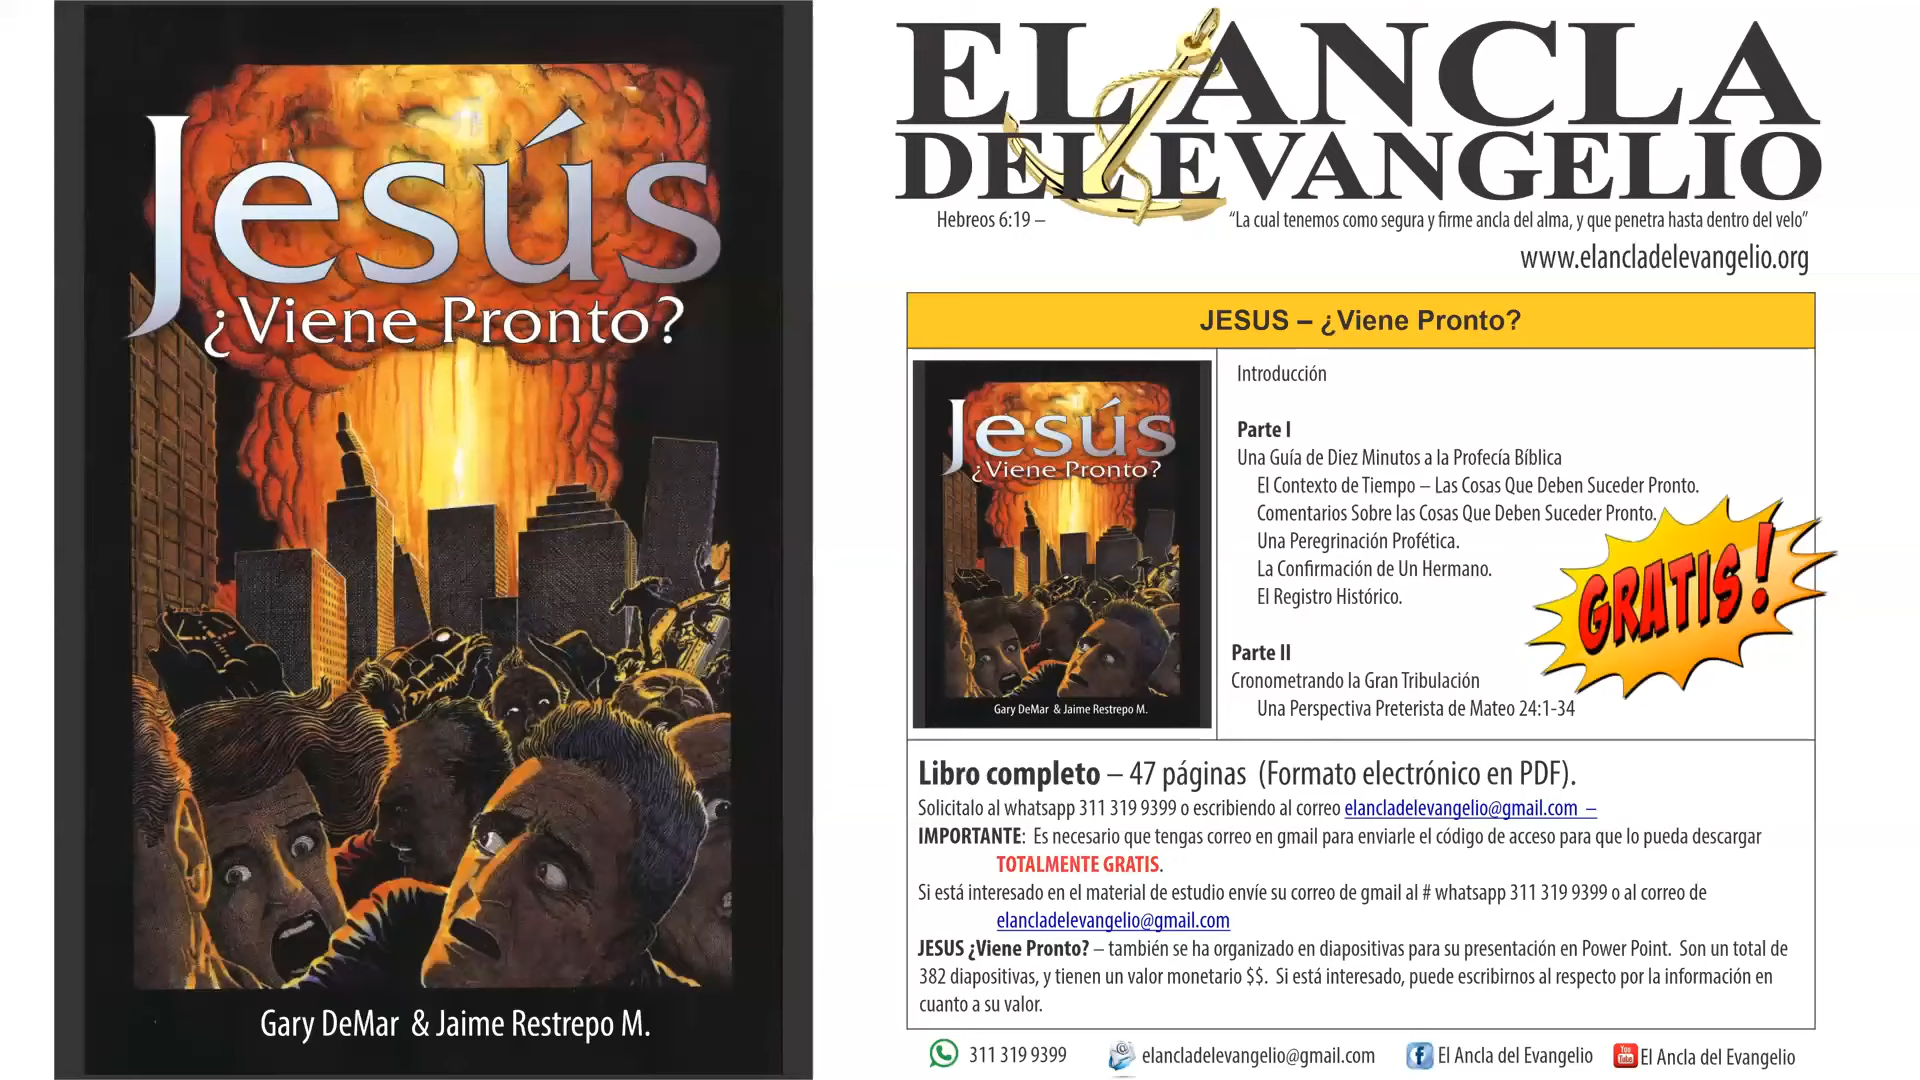 Jesús
¿Viene Pronto?
Gary DeMar & Jaime Restrepo M.
EL ANCLA
DEL EVANGELIO
Hebreos 6:19 – “La cual tenemos como segura y firme ancla del alma, y que penetra hasta dentro del velo”
www.elancladelevangelio.org
JESUS – ¿Viene Pronto?
Jesús
¿Viene Pronto?
Gary DeMar & Jaime Restrepo M.
Introducción
Parte I
Una Guía de Diez Minutos a la Profecía Bíblica
El Contexto de Tiempo – Las Cosas Que Deben Suceder Pronto.
Comentarios Sobre las Cosas Que Deben Suceder Pronto.
Una Peregrinación Profética.
La Confirmación de Un Hermano.
El Registro Histórico.
GRATIS!
Parte II
Cronometrando la Gran Tribulación
Una Perspectiva Preterista de Mateo 24:1-34
Libro completo – 47 páginas (Formato electrónico en PDF).
Solicitalo al whatsapp 311 319 9399 o escribiendo al correo elancladelevangelio@gmail.com –
IMPORTANTE: Es necesario que tengas correo en gmail para enviarle el código de acceso para que lo pueda descargar
TOTALMENTE GRATIS.
Si está interesado en el material de estudio envíe su correo de gmail al # whatsapp 311 319 9399 o al correo de
elancladelevangelio@gmail.com
JESUS ¿Viene Pronto? – también se ha organizado en diapositivas para su presentación en Power Point. Son un total de
382 diapositivas, y tienen un valor monetario $$. Si está interesado, puede escribirnos al respecto por la información en
cuanto a su valor.
311 319 9399 elancladelevangelio@gmail.com El Ancla del Evangelio You Tube El Ancla del Evangelio